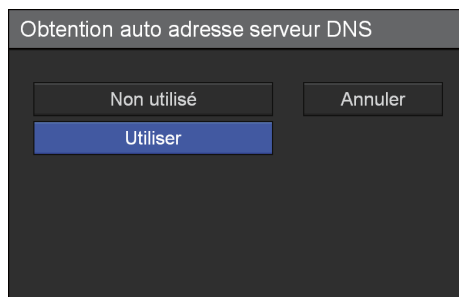 Obtention auto adresse serveur DNS
Non utilisé
Annuler
Utiliser